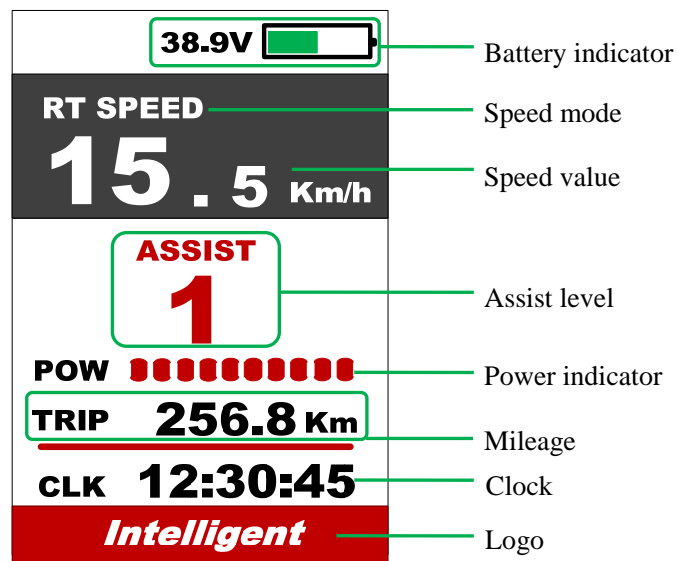 38.9V
Battery indicator
RT SPEED
Speed mode
15.5 Km/h
Speed value
ASSIST
1
Assist level
POW
Power indicator
TRIP 256.8 Km
Mileage
CLK 12:30:45
Clock
Intelligent
Logo